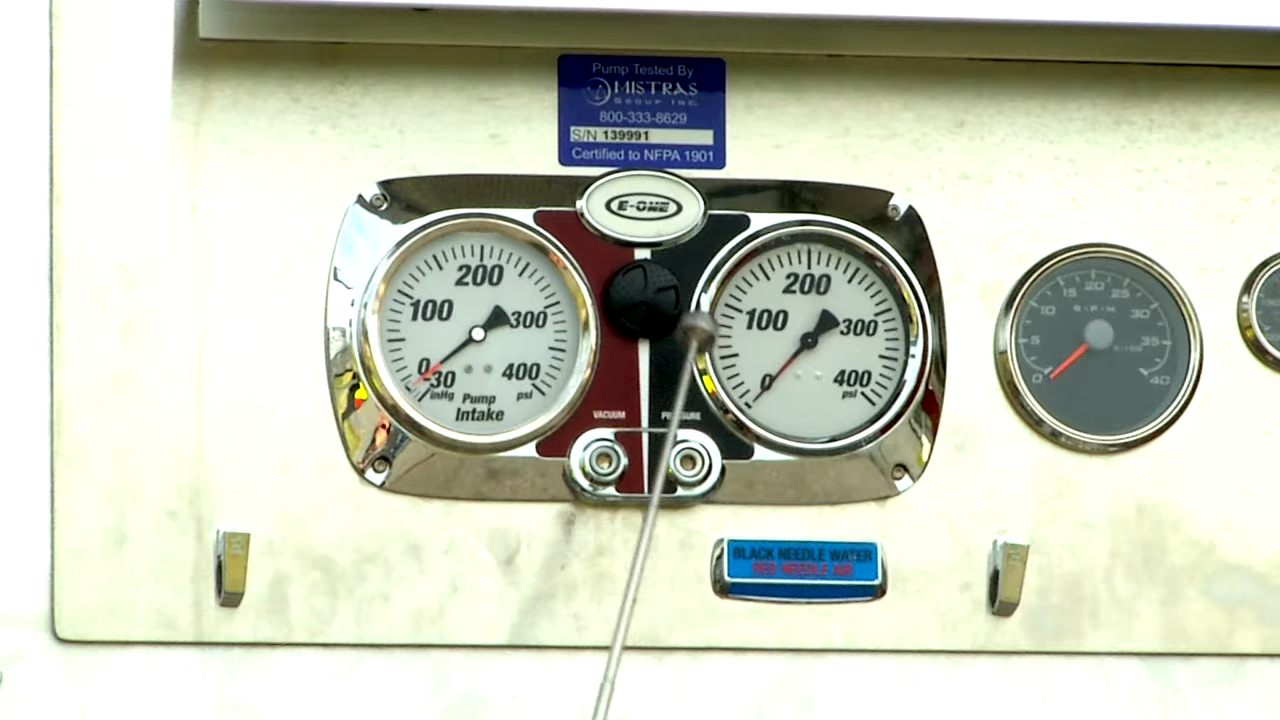 Pump Tested By
MISTRAS
GROUP INC.
800-333-8629
S/N 139991
Certified to NFPA 1901
E-ONE
200
100
300
0
-30
400
inHg
psi
Pump
Intake
200
100
300
0
400
psi
VACUUM
PRESSURE
BLACK NEEDLE WATER
RED NEEDLE AIR
0
5
10
15
20
25
30
35
40
R·P·M
X·100